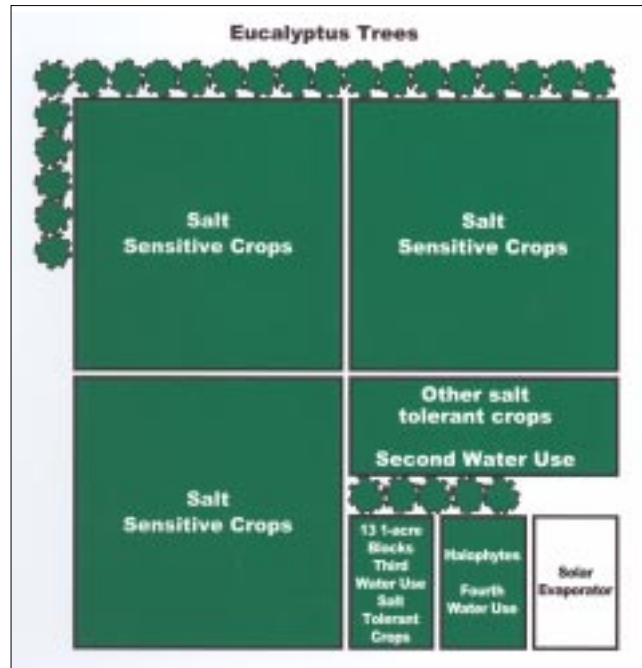 Eucalyptus Trees
Salt
Sensitive Crops
Salt
Sensitive Crops
Salt
Sensitive Crops
Other salt
tolerant crops
Second Water Use
13 1-acre
Blocks
Third
Water Use
Salt
Tolerant
Crops
Halophytes
Fourth
Water Use
Solar
Evaporator